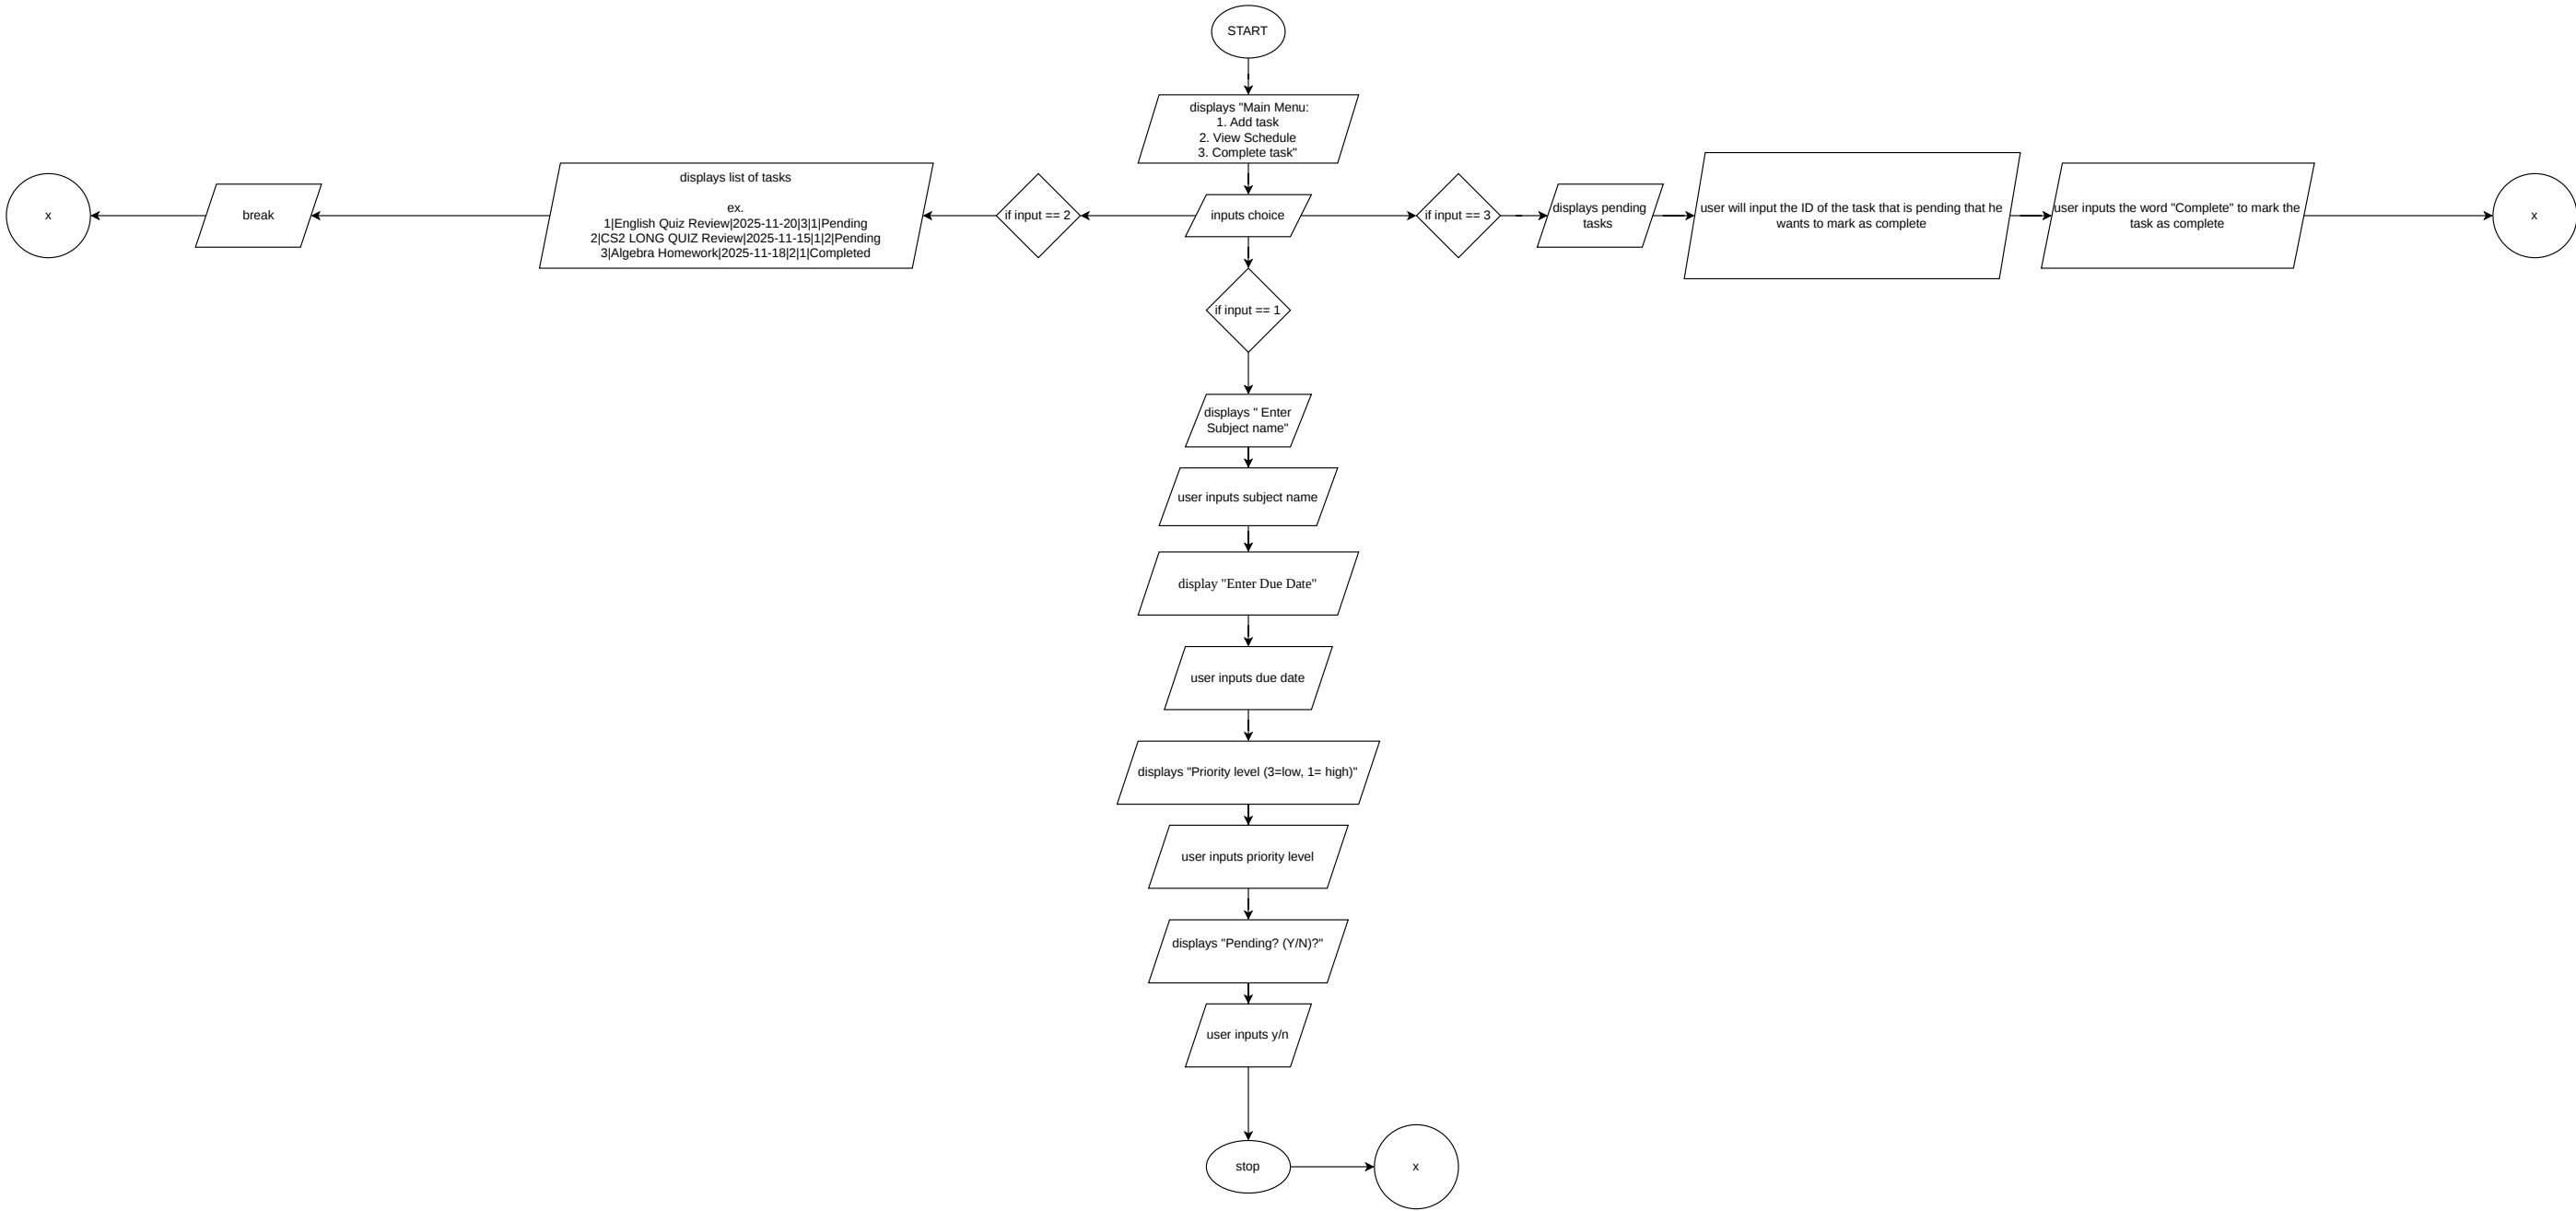 START
displays "Main Menu:
1. Add task
2. View Schedule
3. Complete task"
x
break
displays list of tasks
ex.
1|English Quiz Review|2025-11-20|3|1|Pending
2|CS2 LONG QUIZ Review|2025-11-15|1|2|Pending
3|Algebra Homework|2025-11-18|2|1|Completed
if input == 2
inputs choice
if input == 3
displays pending
tasks
user will input the ID of the task that is pending that he
wants to mark as complete
user inputs the word "Complete" to mark the
task as complete
x
if input == 1
displays " Enter
Subject name"
user inputs subject name
display "Enter Due Date"
user inputs due date
displays "Priority level (3=low, 1= high)"
user inputs priority level
displays "Pending? (Y/N)?"
user inputs y/n
stop
x